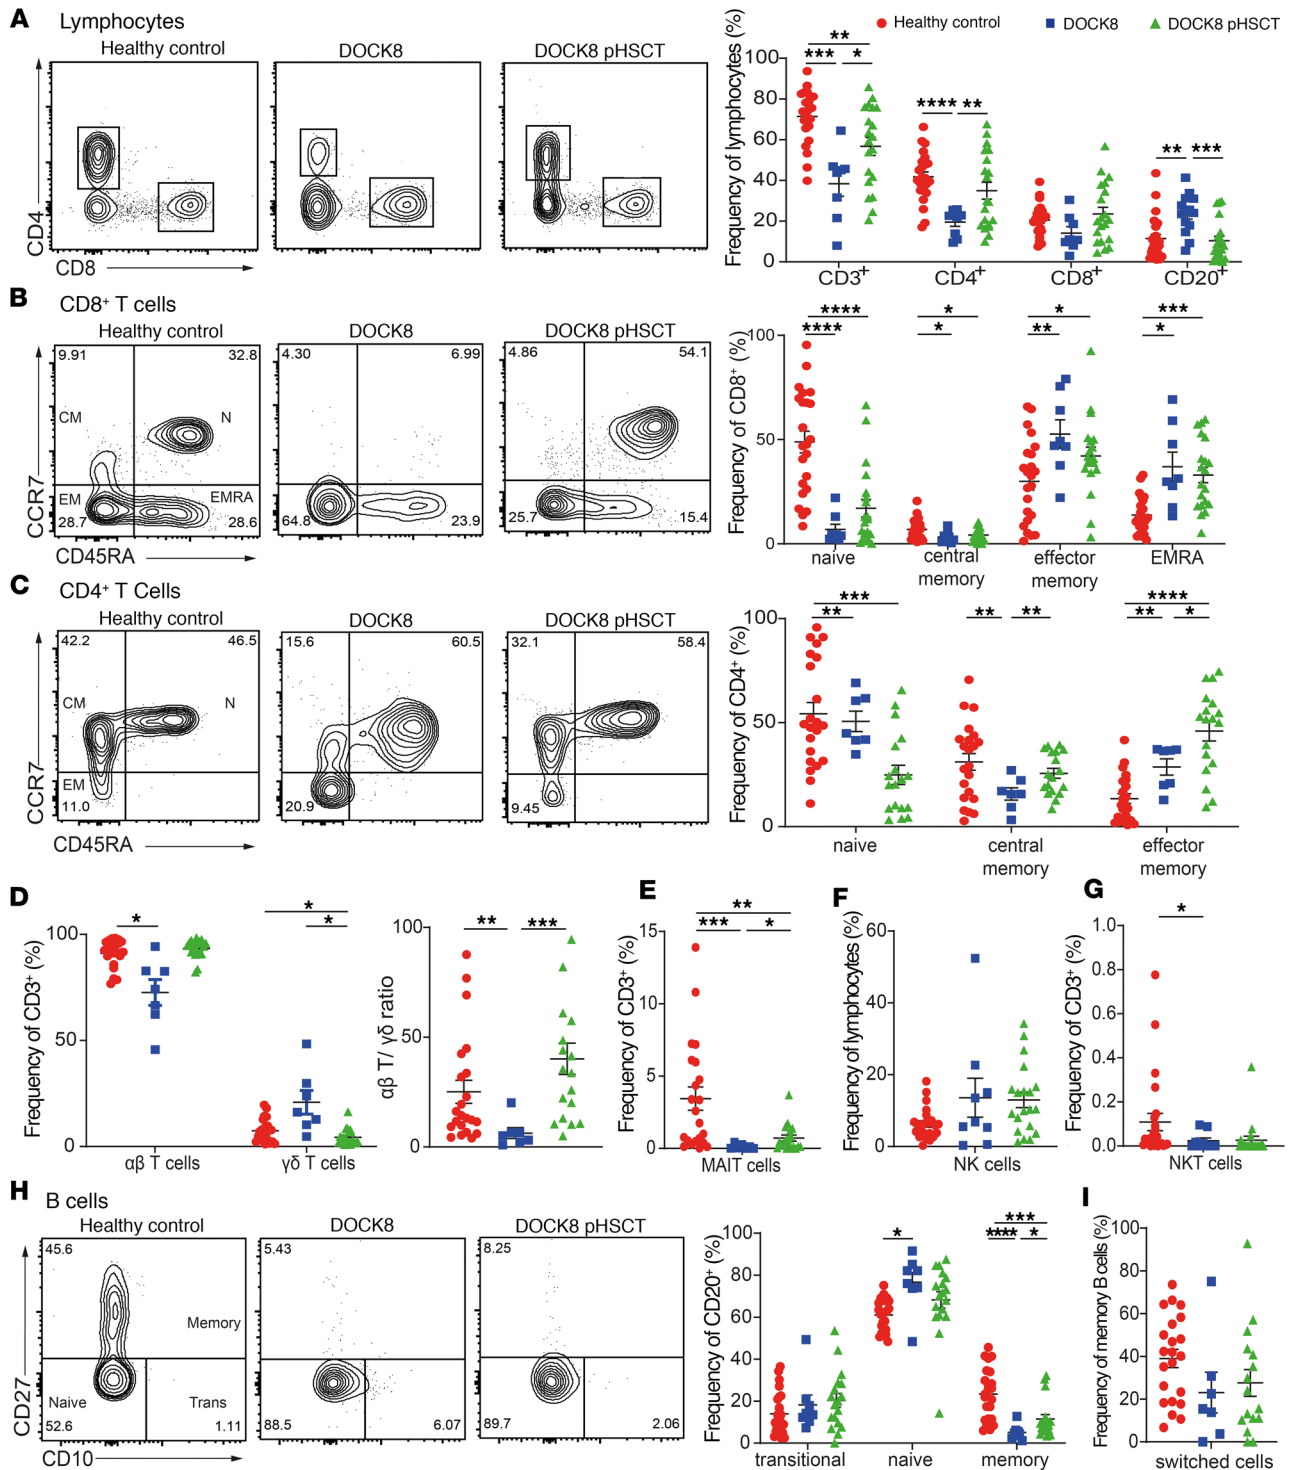 A
Lymphocytes
Healthy control
DOCK8
DOCK8 pHSCT
CD4
CD8
Healthy control
DOCK8
DOCK8 pHSCT
Frequency of lymphocytes (%)
100
80
60
40
20
0
** *** *
**** **
** ***
CD3+
CD4+
CD8+
CD20+
B
CD8+ T cells
Healthy control
DOCK8
DOCK8 pHSCT
9.91
32.8
CM
N
EM
EMRA
28.7
28.6
4.30
6.99
64.8
23.9
4.86
54.1
25.7
15.4
CCR7
CD45RA
Frequency of CD8+ (%)
100
50
0
**** ****
* *
* **
*** *
naive
central memory
effector memory
EMRA
C
CD4+ T Cells
Healthy control
DOCK8
DOCK8 pHSCT
42.2
46.5
CM
N
EM
11.0
15.6
60.5
20.9
32.1
58.4
9.45
CCR7
CD45RA
Frequency of CD4+ (%)
100
50
0
*** **
** **
**** ** *
naive
central memory
effector memory
D
Frequency of CD3+ (%)
100
50
0
*
* *
αβ T cells
γδ T cells
αβ T/ γδ ratio
100
50
0
** ***
E
Frequency of CD3+ (%)
15
10
5
0
** *** *
MAIT cells
F
Frequency of lymphocytes (%)
60
40
20
0
NK cells
G
Frequency of CD3+ (%)
1.0
0.8
0.6
0.4
0.2
0.0
*
NKT cells
H
B cells
Healthy control
DOCK8
DOCK8 pHSCT
45.6
Memory
Naive
Trans
52.6
1.11
5.43
88.5
6.07
8.25
89.7
2.06
CD27
CD10
Frequency of CD20+ (%)
100
80
60
40
20
0
*
*** **** *
transitional
naive
memory
I
Frequency of memory B cells (%)
100
80
60
40
20
0
switched cells